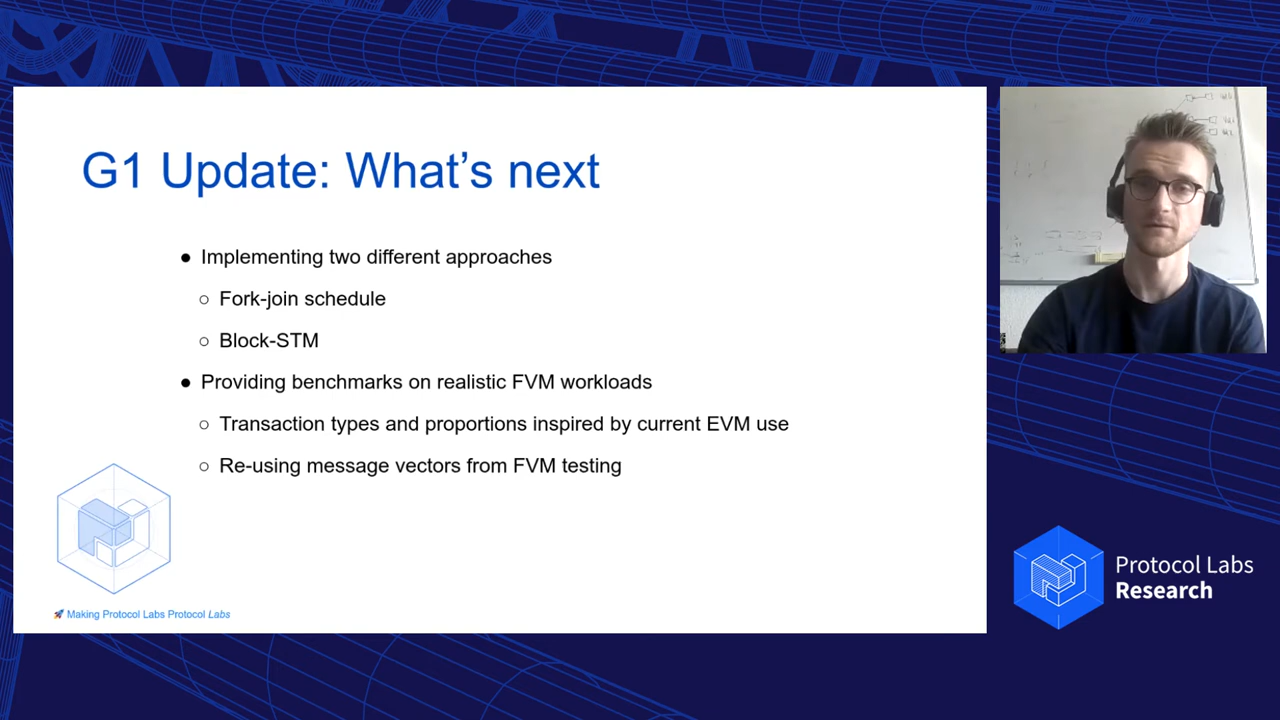 G1 Update: What’s next
● Implementing two different approaches
○ Fork-join schedule
○ Block-STM
● Providing benchmarks on realistic FVM workloads
○ Transaction types and proportions inspired by current EVM use
○ Re-using message vectors from FVM testing
🚀 Making Protocol Labs Protocol Labs
Protocol Labs
Research